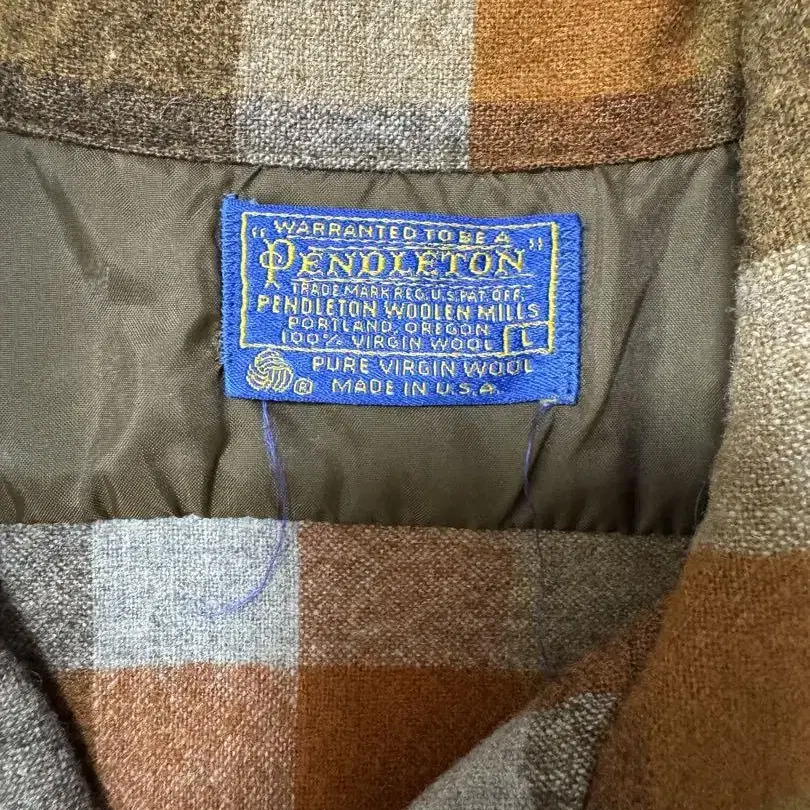 "WARRANTED TO BE A
PENDLETON"
TRADE MARK REG. U.S. PAT. OFF.
PENDLETON WOOLEN MILLS
PORTLAND, OREGON
100% VIRGIN WOOL L
® PURE VIRGIN WOOL
MADE IN U.S.A.